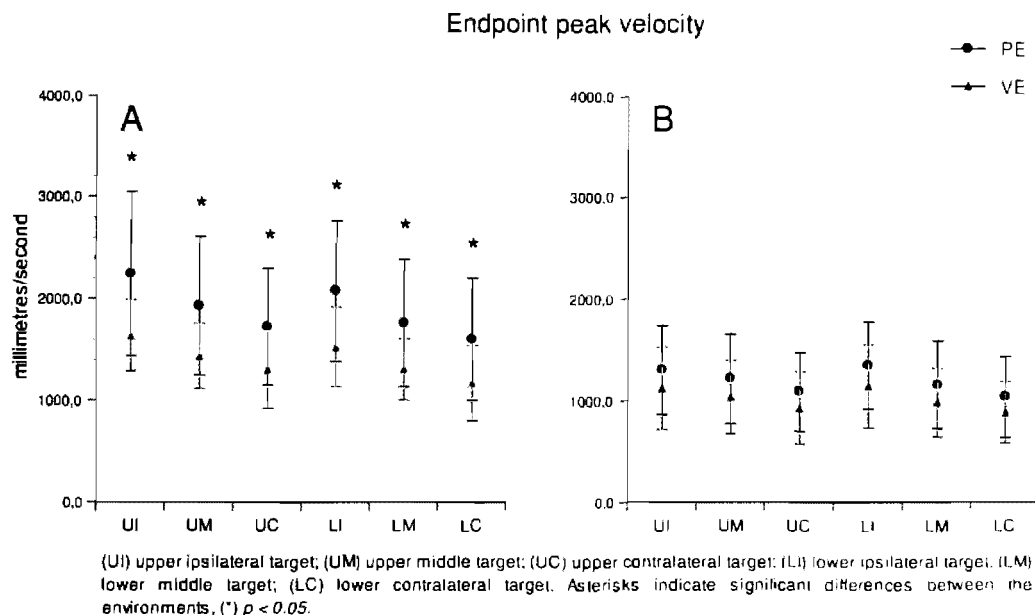 Endpoint peak velocity
PE
VE
A
B
millimetres/second
4000,0
3000,0
2000,0
1000,0
0,0
4000,0
3000,0
2000,0
1000,0
0,0
UI UM UC LI LM LC
UI UM UC LI LM LC
(UI) upper ipsilateral target; (UM) upper middle target; (UC) upper contralateral target; (LI) lower ipsilateral target. (LM)
lower middle target; (LC) lower contralateral target. Asterisks indicate significant differences between the
environments, (*) p < 0.05.